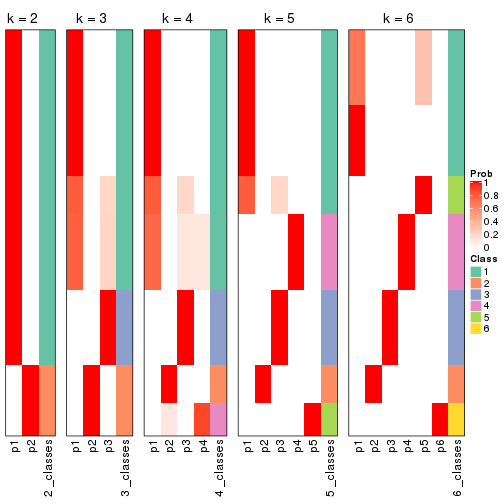 k = 2
k = 3
k = 4
k = 5
k = 6
p1
p2
2_classes
p1
p2
p3
3_classes
p1
p2
p3
p4
4_classes
p1
p2
p3
p4
p5
5_classes
p1
p2
p3
p4
p5
p6
6_classes
Prob
1
0.8
0.6
0.4
0.2
0
Class
1
2
3
4
5
6